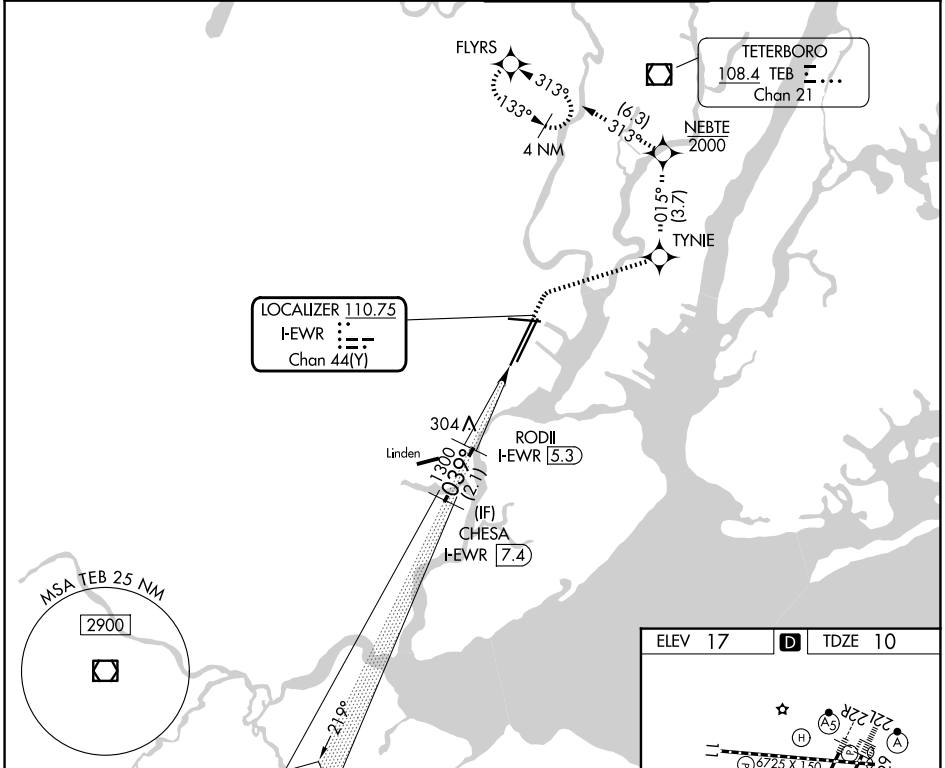 FLYRS
313°
133°
4 NM
(6.3)
313°
TETERBORO
108.4 TEB
Chan 21
NEBTE
2000
015°
(3.7)
TYNIE
LOCALIZER 110.75
I-EWR
Chan 44(Y)
304
Linden
RODII
I-EWR 5.3
1300
039°
(2.1)
(IF)
CHESA
I-EWR 7.4
MSA TEB 25 NM
2900
219°
ELEV 17
D
TDZE 10
A5
22R
22L
H
A
11
P
P
6725 X 150
29